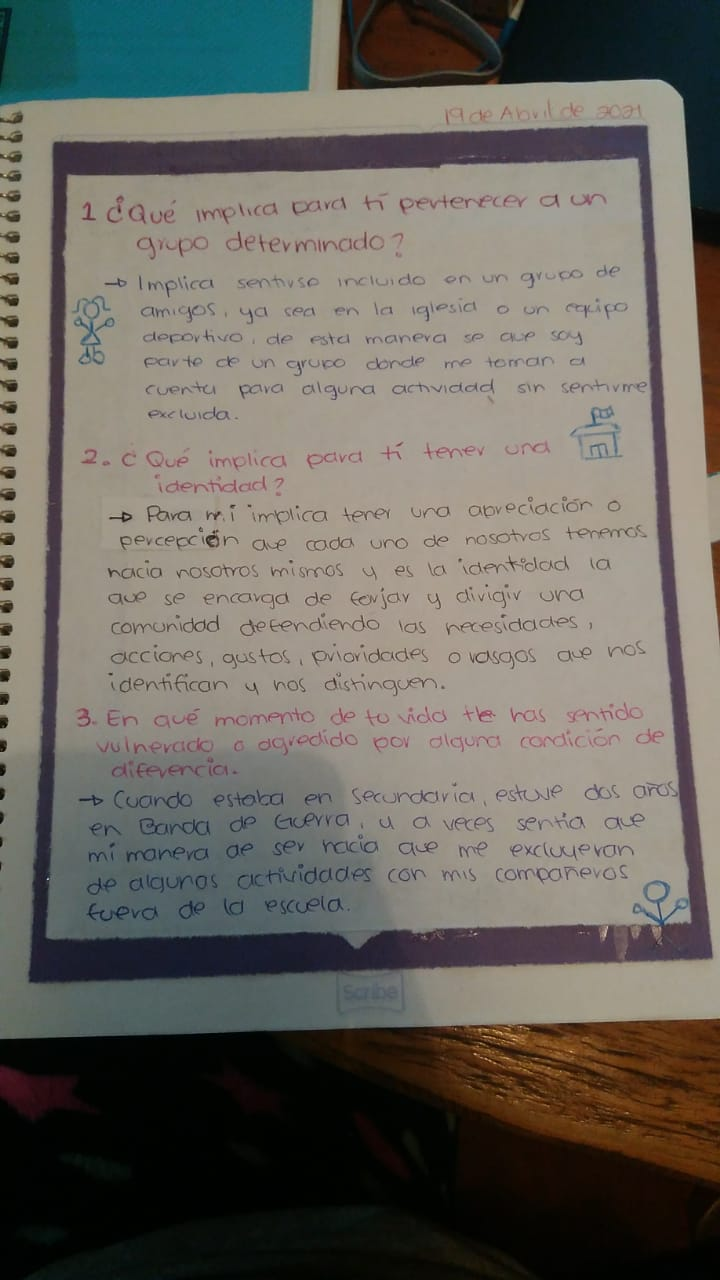 19 de Abril de 2021
1 ¿Qué implica para tí pertenecer a un
grupo determinado?
→ Implica sentirse incluido en un grupo de
amigos, ya sea en la iglesia o un equipo
deportivo, de esta manera se que soy
parte de un grupo donde me toman a
cuenta para alguna actividad sin sentirme
excluida.
2. ¿Qué implica para tí tener una
identidad?
→ Para mi implica tener una apreciación o
percepción que cada uno de nosotros tenemos
hacia nosotros mismos y es la identidad la
que se encarga de forjar y dirigir una
comunidad defendiendo las necesidades,
acciones, gustos, prioridades o rasgos que nos
identifican y nos distinguen.
3. En qué momento de tu vida te has sentido
vulnerado o agredido por alguna condición de
diferencia.
→ Cuando estaba en secundaria, estuve dos años
en Banda de Guerra, y a veces sentia que
mi manera de ser hacia que me excluyeran
de algunas actividades con mis compañeros
fuera de la escuela.
Scribe